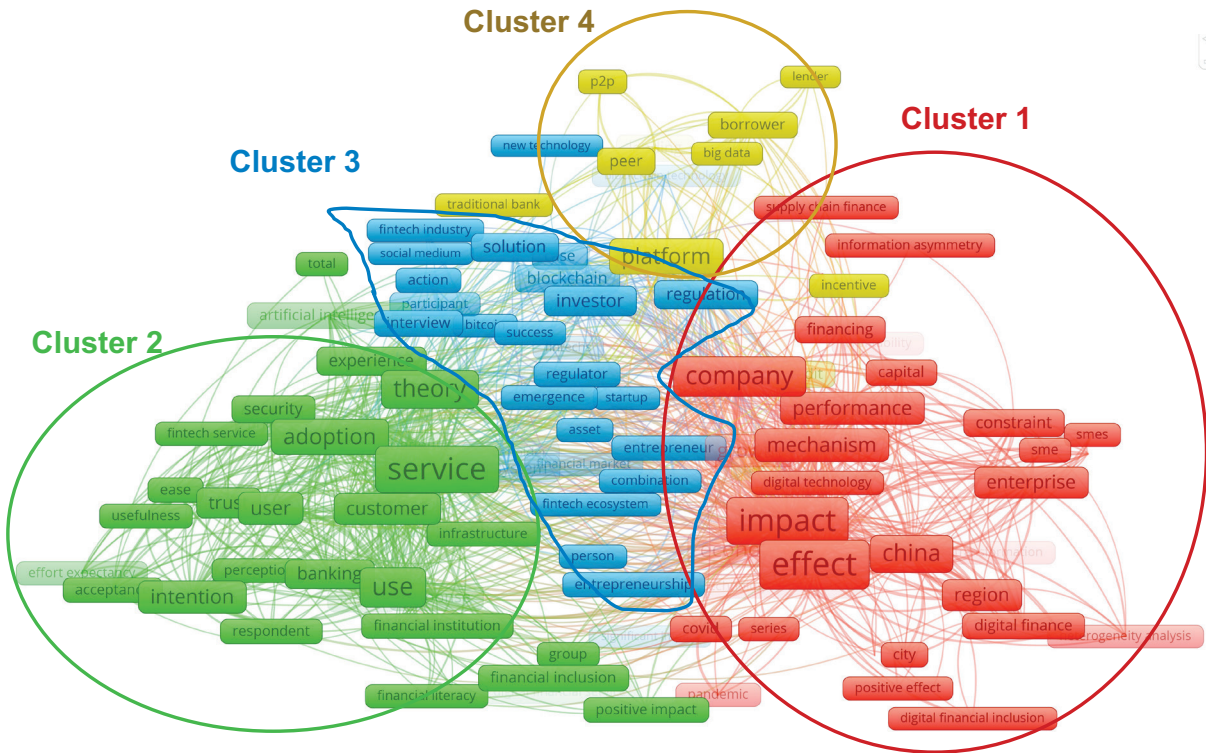 Cluster 4
p2p
lender
Cluster 1
borrower
new technology
big data
peer
Cluster 3
traditional bank
supply chain finance
fintech industry
solution
information asymmetry
social medium
platform
total
action
blockchain
incentive
participant
investor
regulation
artificial intellige
interview
bitcoin
success
financing
Cluster 2
experience
theory
regulator
company
capital
emergence
startup
security
performance
fintech service
adoption
asset
constraint
smes
entrepreneur
mechanism
sme
service
financial market
ease
combination
digital technology
enterprise
usefulness
trus
user
customer
fintech ecosystem
impact
infrastructure
effort expectancy
perceptio
banking
person
effect
china
acceptanc
intention
use
entrepreneurship
region
respondent
financial institution
covid
series
digital finance
heterogeneity analysis
group
city
financial inclusion
financial literacy
positive impact
pandemic
positive effect
digital financial inclusion